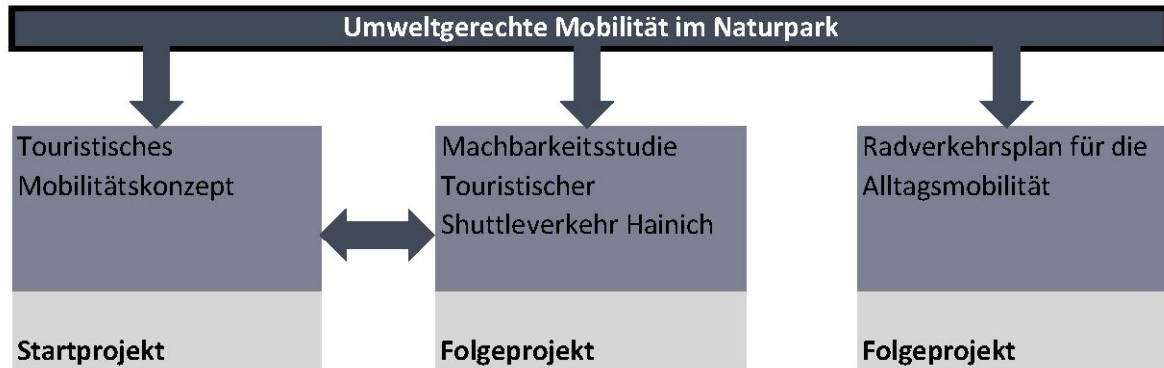 Umweltgerechte Mobilität im Naturpark
Touristisches
Mobilitätskonzept
Startprojekt
Machbarkeitsstudie
Touristischer
Shuttleverkehr Hainich
Folgeprojekt
Radverkehrsplan für die
Alltagsmobilität
Folgeprojekt